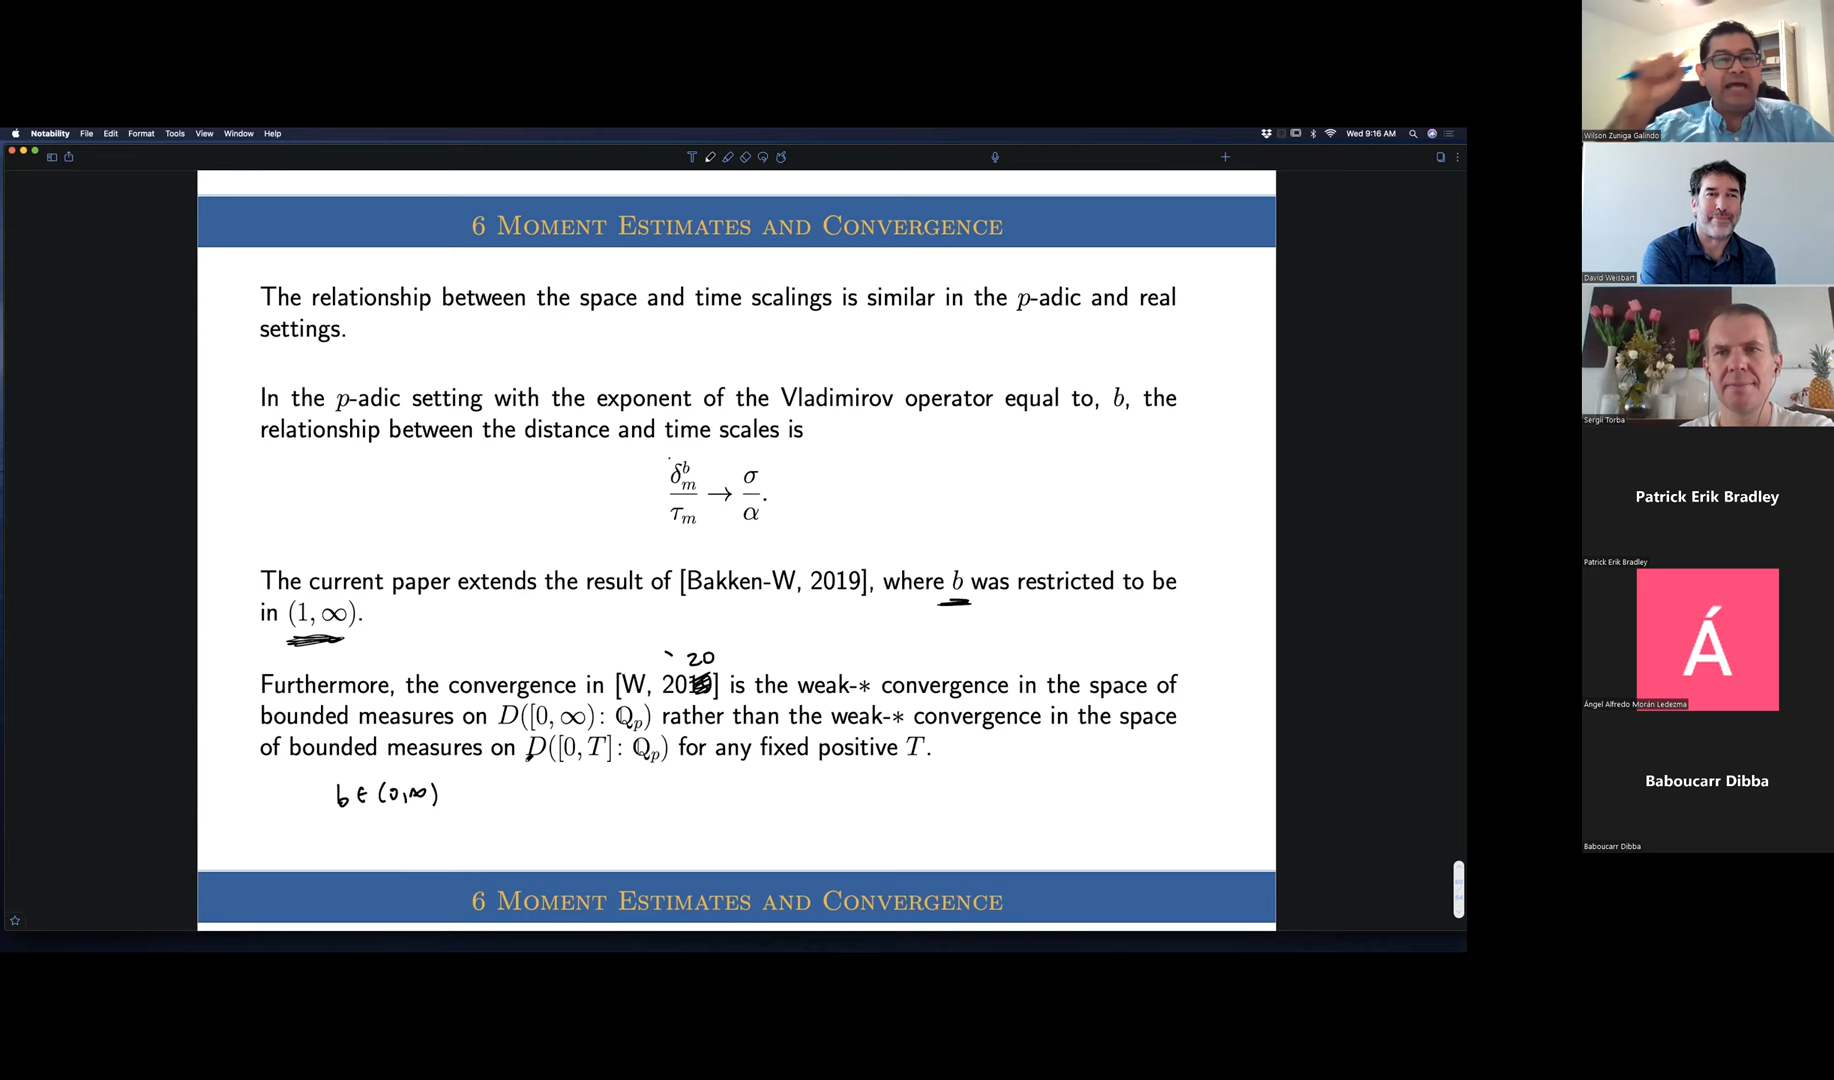 Notability File Edit Format Tools View Window Help
Wed 9:16 AM
6 Moment Estimates and Convergence
The relationship between the space and time scalings is similar in the p-adic and real
settings.
In the p-adic setting with the exponent of the Vladimirov operator equal to, b, the
relationship between the distance and time scales is
δ_m^b / τ_m → σ / α.
The current paper extends the result of [Bakken-W, 2019], where b was restricted to be
in (1, ∞).
20
Furthermore, the convergence in [W, 20] is the weak-∗ convergence in the space of
bounded measures on D([0, ∞) : ℚ_p) rather than the weak-∗ convergence in the space
of bounded measures on D([0, T] : ℚ_p) for any fixed positive T.
b ∈ (0,∞)
6 Moment Estimates and Convergence
Wilson Zuniga Galindo
David Weisbart
Sergii Torba
Patrick Erik Bradley
Patrick Erik Bradley
Á
Ángel Alfredo Morán Ledezma
Baboucarr Dibba
Baboucarr Dibba